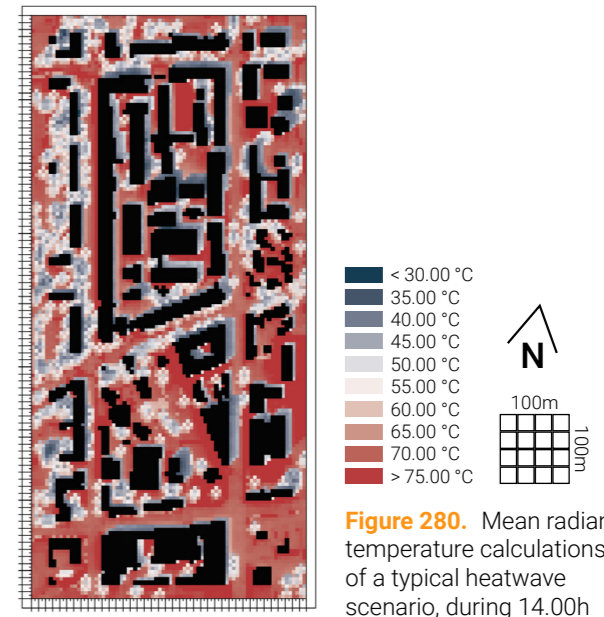 < 30.00 °C
35.00 °C
40.00 °C
45.00 °C
50.00 °C
55.00 °C
60.00 °C
65.00 °C
70.00 °C
> 75.00 °C
N
100m
100m
Figure 280. Mean radian
temperature calculations
of a typical heatwave
scenario, during 14.00h